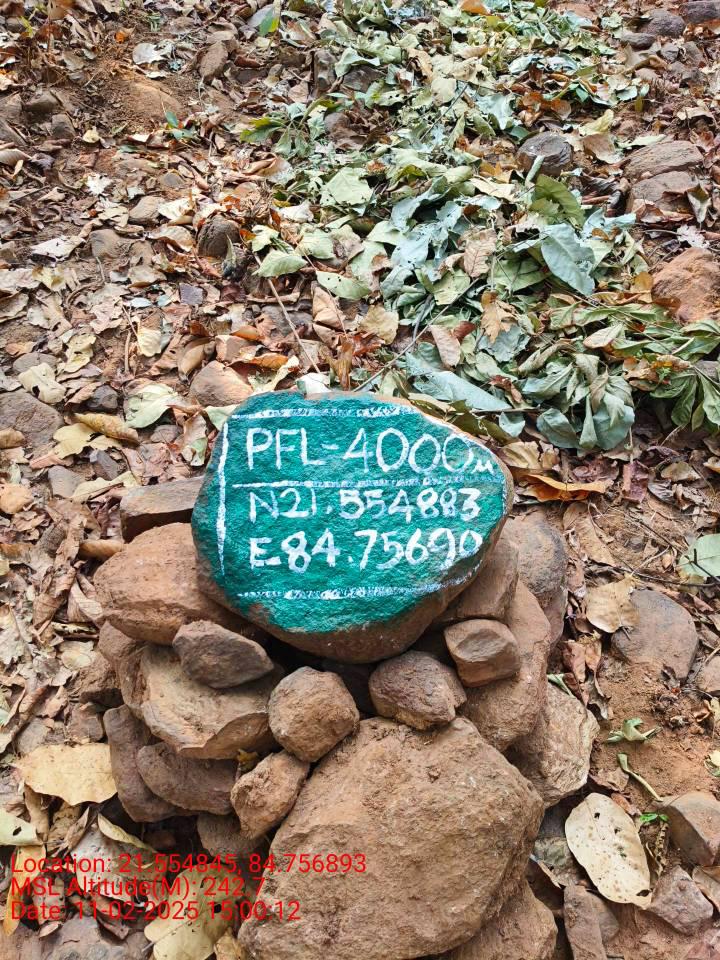 PFL-4000m
N21.554883
E-84.75690
Location: 21.554845, 84.756893
MSL Altitude(M): 242.7
Date: 11-02-2025 15:00:12